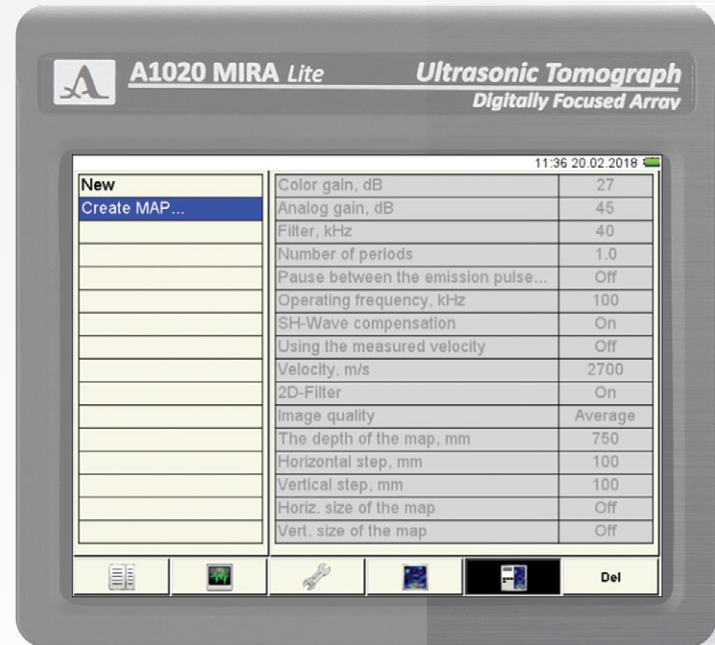 A1020 MIRA Lite
Ultrasonic Tomograph
Digitally Focused Array
11:36 20.02.2018
New
Create MAP...
Color gain, dB 27
Analog gain, dB 45
Filter, kHz 40
Number of periods 1.0
Pause between the emission pulse... Off
Operating frequency, kHz 100
SH-Wave compensation On
Using the measured velocity Off
Velocity, m/s 2700
2D-Filter On
Image quality Average
The depth of the map, mm 750
Horizontal step, mm 100
Vertical step, mm 100
Horiz. size of the map Off
Vert. size of the map Off
Del